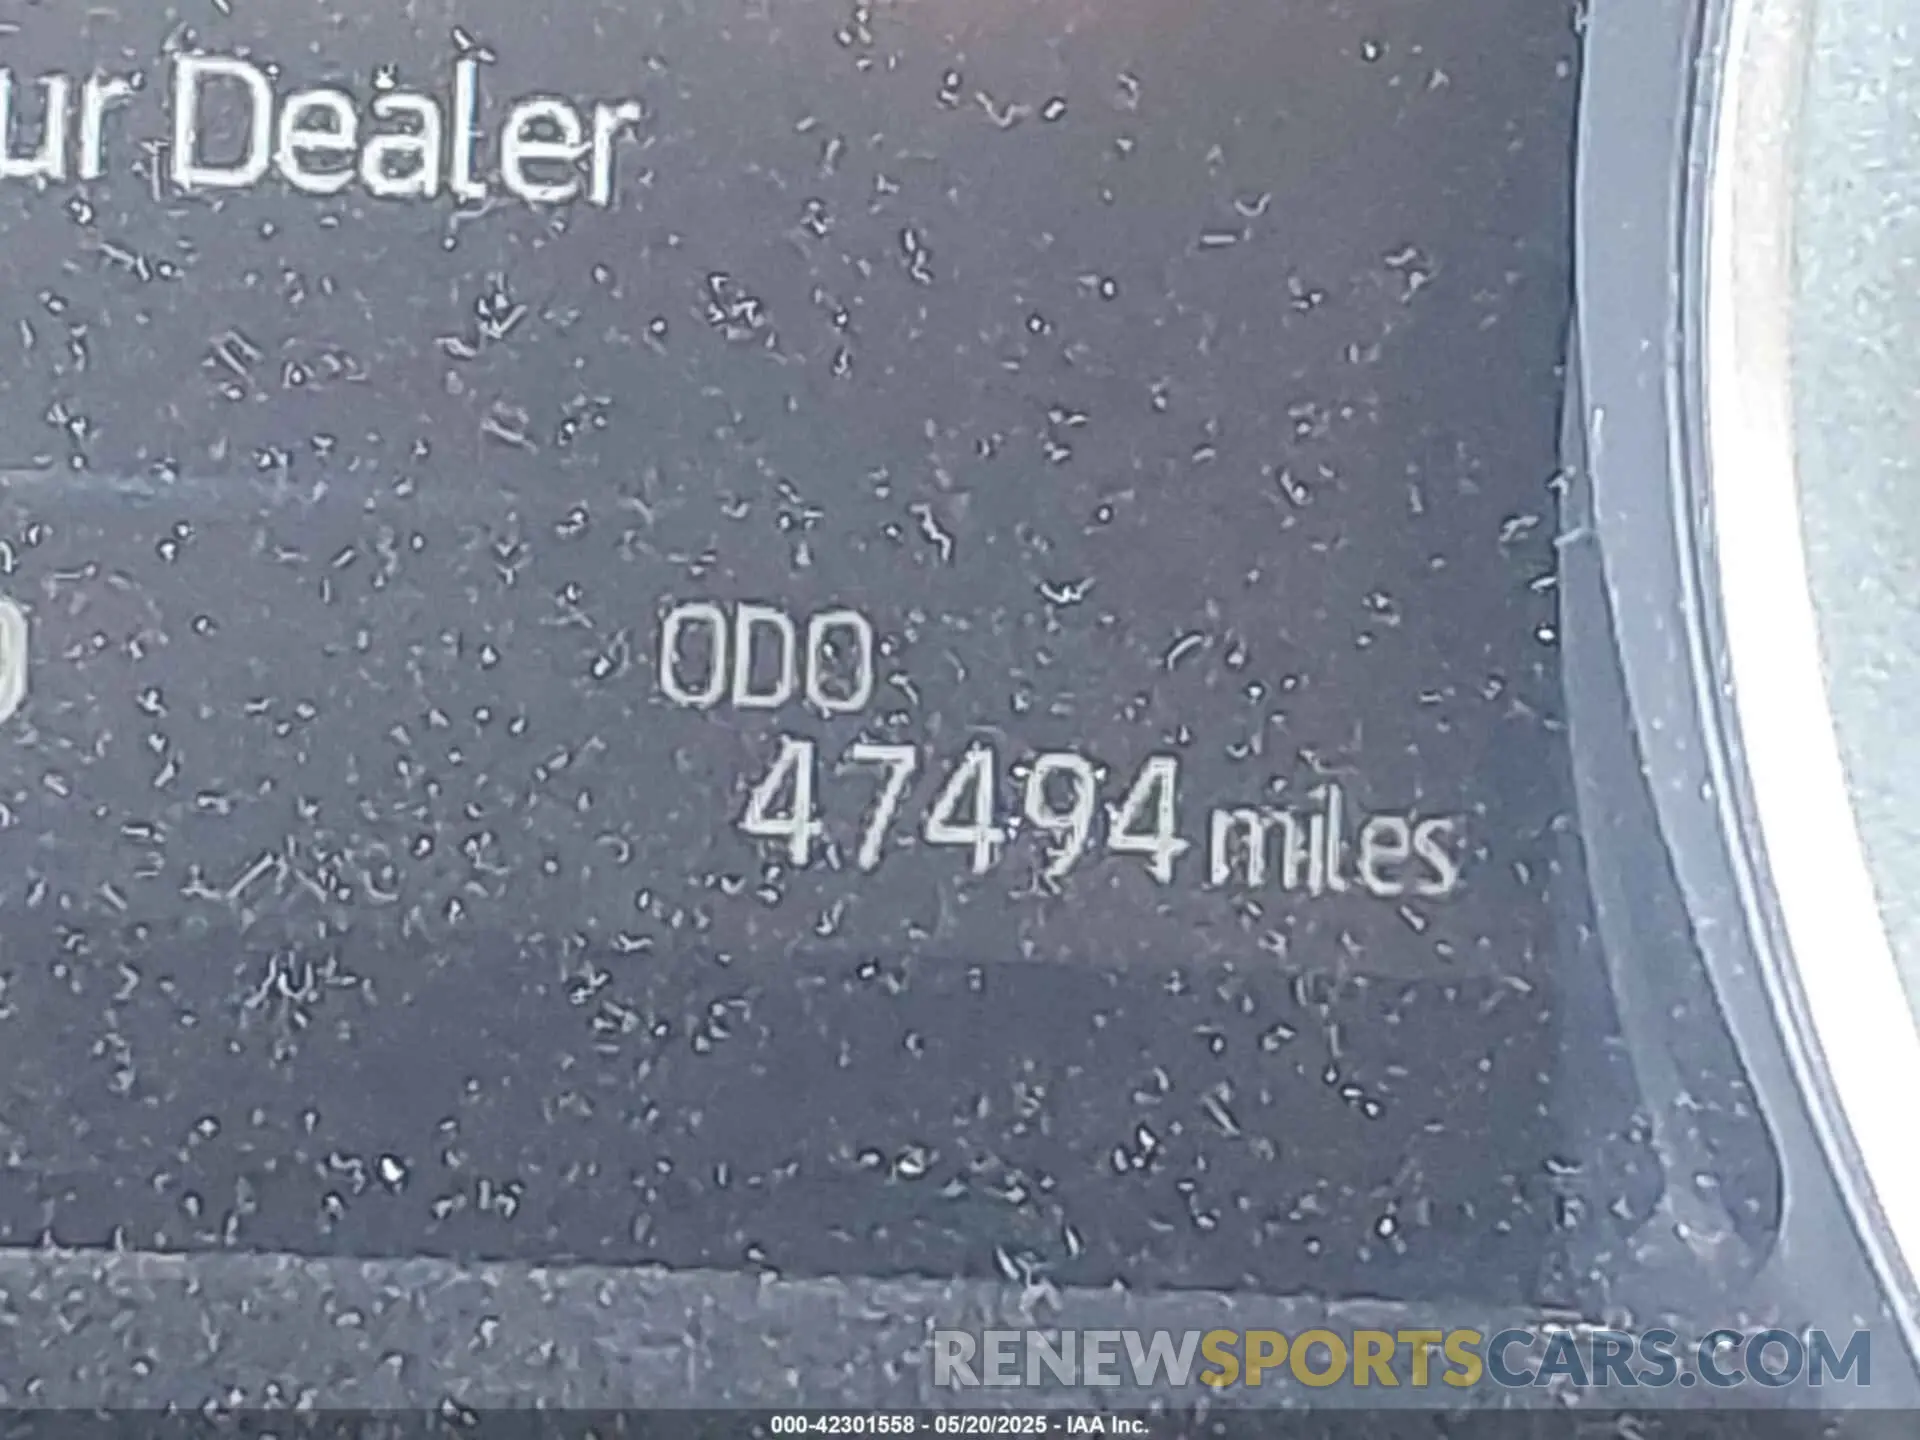 ur Dealer
ODO
47494 miles
RENEWSPORTSCARS.COM
000-42301558 - 05/20/2025 - IAA Inc.